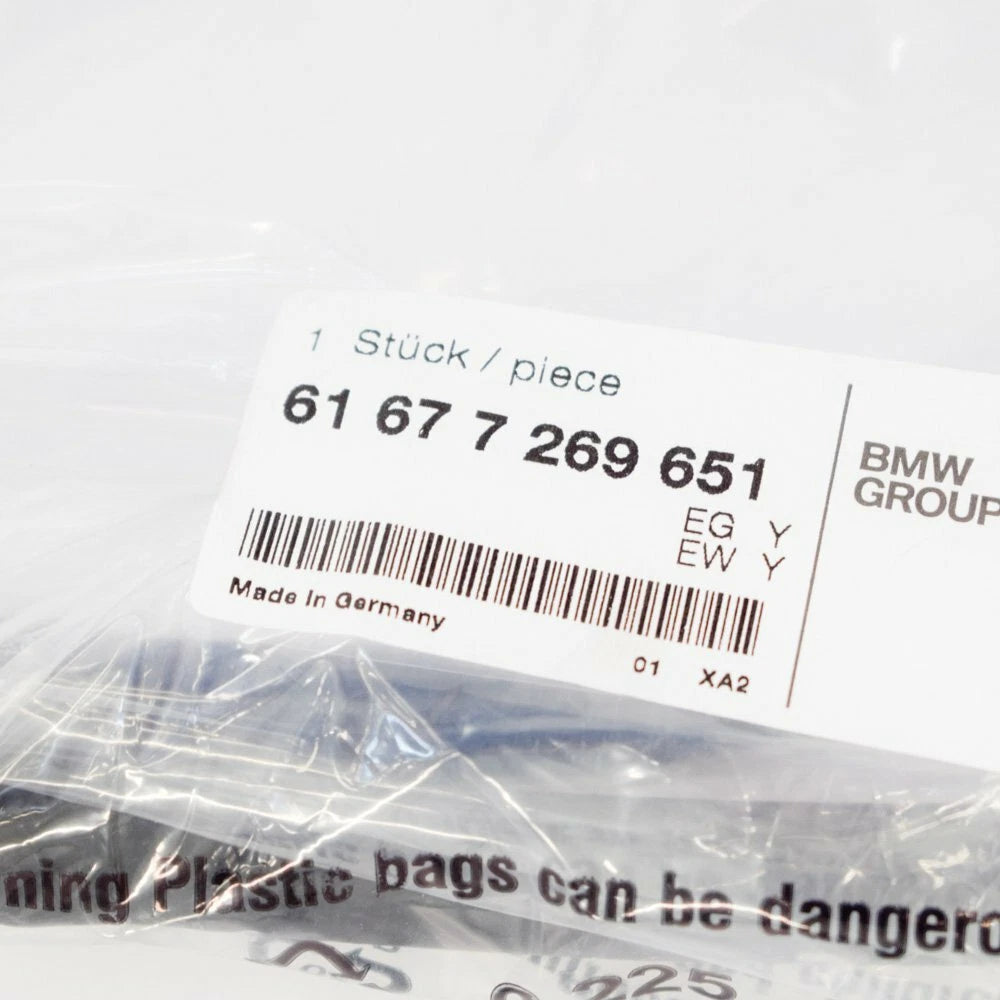 1 Stück / piece
61 67 7 269 651
EG Y
EW Y
Made In Germany
01 XA2
BMW
GROUP
Plastic bags can be
225